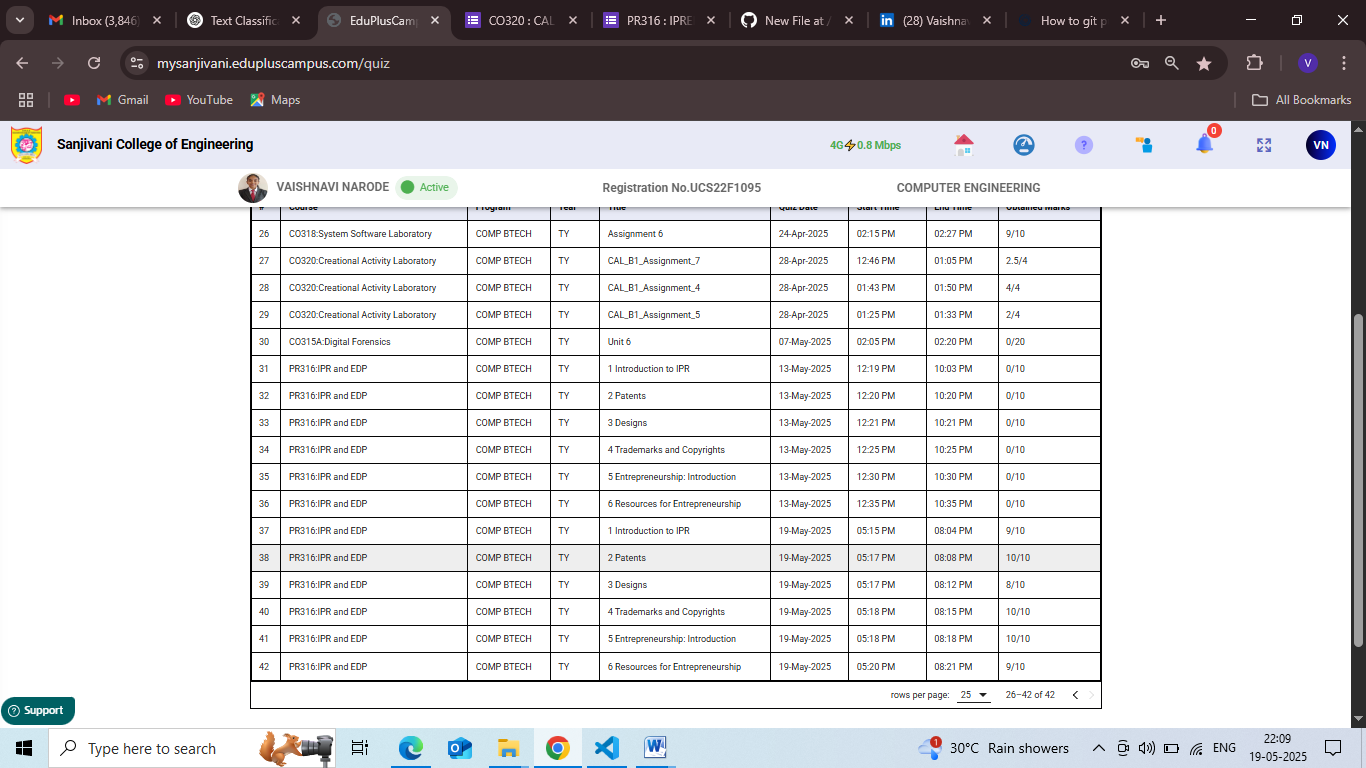 Inbox (3,846)
Text Classific
EduPlusCam
CO320 : CAL
PR316 : IPRE
New File at /
(28) Vaishna
How to git p
mysanjivani.edupluscampus.com/quiz
V
Gmail
YouTube
Maps
All Bookmarks
Sanjivani College of Engineering
4G⚡0.8 Mbps
?
0
VN
VAISHNAVI NARODE
Active
Registration No.UCS22F1095
COMPUTER ENGINEERING
# Course Program Year Title Quiz Date Start Time End Time Obtained Marks
26 CO318:System Software Laboratory COMP BTECH TY Assignment 6 24-Apr-2025 02:15 PM 02:27 PM 9/10
27 CO320:Creational Activity Laboratory COMP BTECH TY CAL_B1_Assignment_7 28-Apr-2025 12:46 PM 01:05 PM 2.5/4
28 CO320:Creational Activity Laboratory COMP BTECH TY CAL_B1_Assignment_4 28-Apr-2025 01:43 PM 01:50 PM 4/4
29 CO320:Creational Activity Laboratory COMP BTECH TY CAL_B1_Assignment_5 28-Apr-2025 01:25 PM 01:33 PM 2/4
30 CO315A:Digital Forensics COMP BTECH TY Unit 6 07-May-2025 02:05 PM 02:20 PM 0/20
31 PR316:IPR and EDP COMP BTECH TY 1 Introduction to IPR 13-May-2025 12:19 PM 10:03 PM 0/10
32 PR316:IPR and EDP COMP BTECH TY 2 Patents 13-May-2025 12:20 PM 10:20 PM 0/10
33 PR316:IPR and EDP COMP BTECH TY 3 Designs 13-May-2025 12:21 PM 10:21 PM 0/10
34 PR316:IPR and EDP COMP BTECH TY 4 Trademarks and Copyrights 13-May-2025 12:25 PM 10:25 PM 0/10
35 PR316:IPR and EDP COMP BTECH TY 5 Entrepreneurship: Introduction 13-May-2025 12:30 PM 10:30 PM 0/10
36 PR316:IPR and EDP COMP BTECH TY 6 Resources for Entrepreneurship 13-May-2025 12:35 PM 10:35 PM 0/10
37 PR316:IPR and EDP COMP BTECH TY 1 Introduction to IPR 19-May-2025 05:15 PM 08:04 PM 9/10
38 PR316:IPR and EDP COMP BTECH TY 2 Patents 19-May-2025 05:17 PM 08:08 PM 10/10
39 PR316:IPR and EDP COMP BTECH TY 3 Designs 19-May-2025 05:17 PM 08:12 PM 8/10
40 PR316:IPR and EDP COMP BTECH TY 4 Trademarks and Copyrights 19-May-2025 05:18 PM 08:15 PM 10/10
41 PR316:IPR and EDP COMP BTECH TY 5 Entrepreneurship: Introduction 19-May-2025 05:18 PM 08:18 PM 10/10
42 PR316:IPR and EDP COMP BTECH TY 6 Resources for Entrepreneurship 19-May-2025 05:20 PM 08:21 PM 9/10
rows per page: 25 26–42 of 42
? Support
Type here to search
1
30°C Rain showers
ENG
22:09
19-05-2025